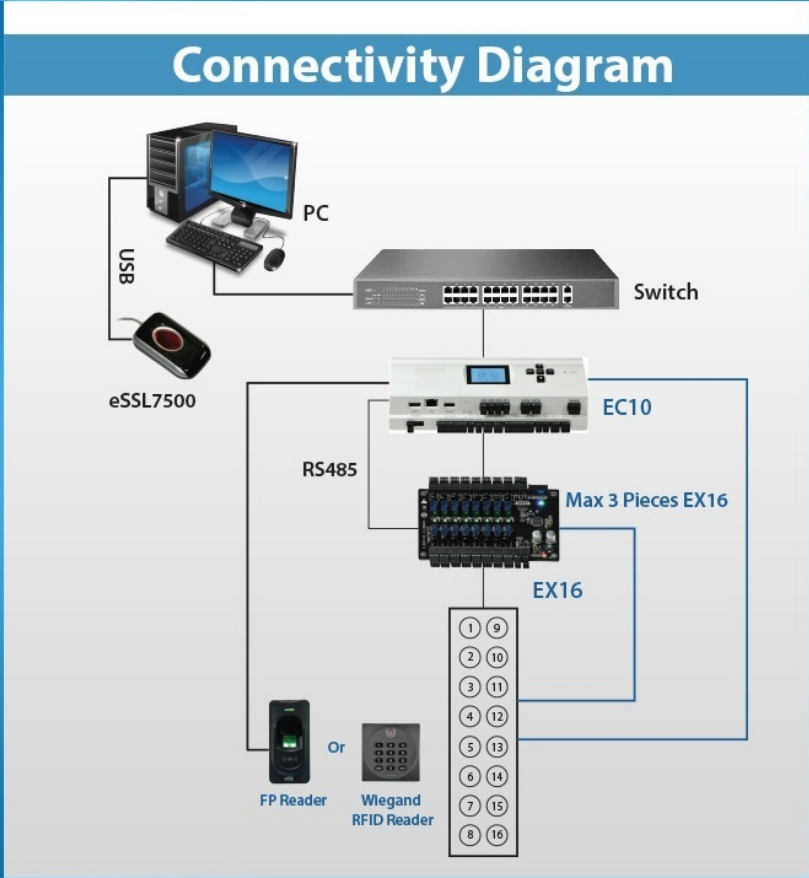 Connectivity Diagram
PC
USB
Switch
eSSL7500
EC10
RS485
Max 3 Pieces EX16
EX16
1 9
2 10
3 11
4 12
5 13
6 14
7 15
8 16
Or
FP Reader
Wiegand
RFID Reader